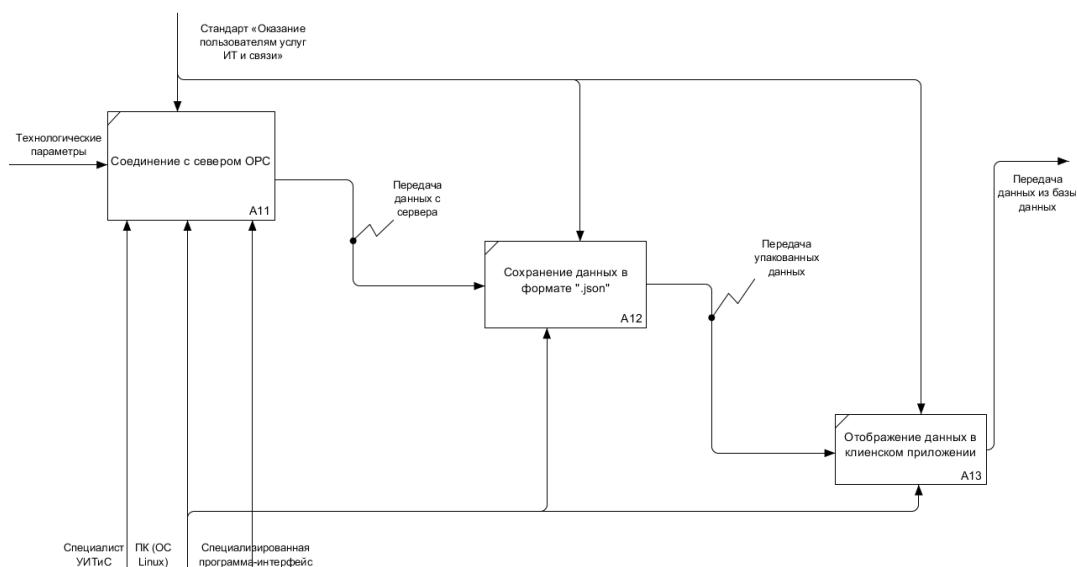 Стандарт «Оказание
пользователям услуг
ИТ и связи»
Технологические
параметры
Соединение с севером OPC
A11
Передача
данных с
сервера
Передача
данных из базы
данных
Сохранение данных в
формате ".json"
A12
Передача
упакованных
данных
Отображение данных в
клиенском приложении
A13
Специалист
УИТиС
ПК (ОС
Linux)
Специализированная
программа-интерфейс